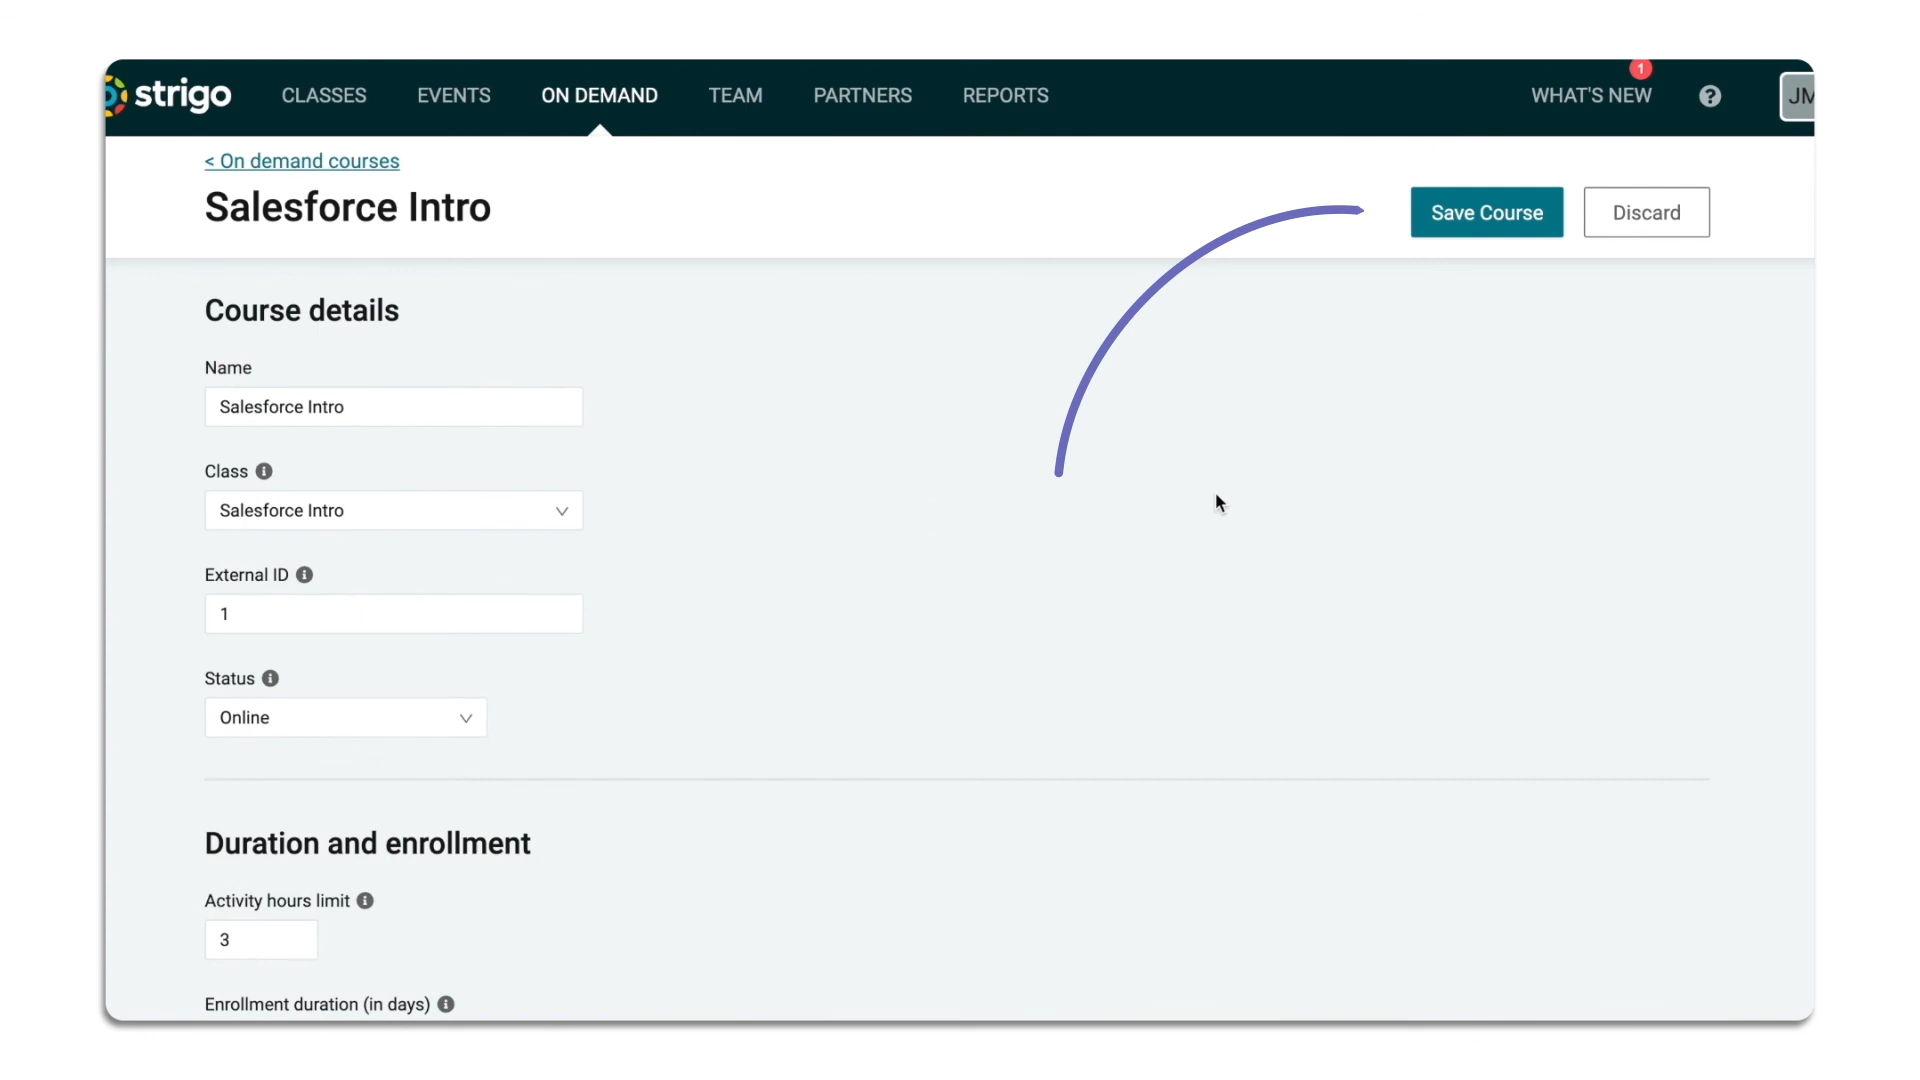 strigo CLASSES EVENTS ON DEMAND TEAM PARTNERS REPORTS WHAT'S NEW 1 ? JM
< On demand courses
Salesforce Intro
Save Course Discard
Course details
Name
Salesforce Intro
Class
Salesforce Intro
External ID
1
Status
Online
Duration and enrollment
Activity hours limit
3
Enrollment duration (in days)